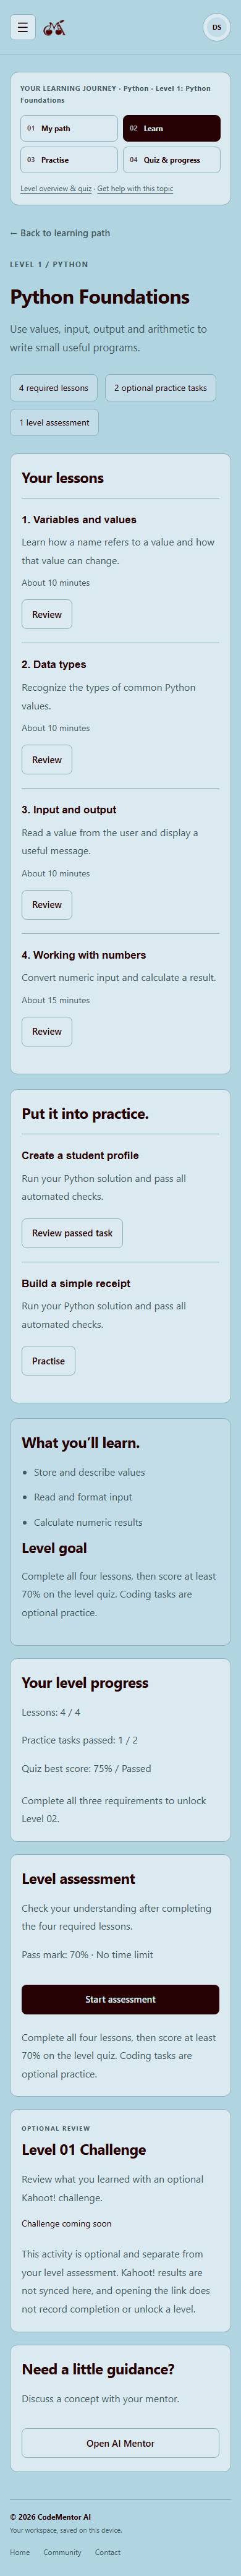 DS
YOUR LEARNING JOURNEY · Python · Level 1: Python
Foundations
01 My path
02 Learn
03 Practise
04 Quiz & progress
Level overview & quiz · Get help with this topic
← Back to learning path
LEVEL 1 / PYTHON
Python Foundations
Use values, input, output and arithmetic to
write small useful programs.
4 required lessons
2 optional practice tasks
1 level assessment
Your lessons
1. Variables and values
Learn how a name refers to a value and how
that value can change.
About 10 minutes
Review
2. Data types
Recognize the types of common Python
values.
About 10 minutes
Review
3. Input and output
Read a value from the user and display a
useful message.
About 10 minutes
Review
4. Working with numbers
Convert numeric input and calculate a result.
About 15 minutes
Review
Put it into practice.
Create a student profile
Run your Python solution and pass all
automated checks.
Review passed task
Build a simple receipt
Run your Python solution and pass all
automated checks.
Practise
What you'll learn.
• Store and describe values
• Read and format input
• Calculate numeric results
Level goal
Complete all four lessons, then score at least
70% on the level quiz. Coding tasks are
optional practice.
Your level progress
Lessons: 4 / 4
Practice tasks passed: 1 / 2
Quiz best score: 75% / Passed
Complete all three requirements to unlock
Level 02.
Level assessment
Check your understanding after completing
the four required lessons.
Pass mark: 70% · No time limit
Start assessment
Complete all four lessons, then score at least
70% on the level quiz. Coding tasks are
optional practice.
OPTIONAL REVIEW
Level 01 Challenge
Review what you learned with an optional
Kahoot! challenge.
Challenge coming soon
This activity is optional and separate from
your level assessment. Kahoot! results are
not synced here, and opening the link does
not record completion or unlock a level.
Need a little guidance?
Discuss a concept with your mentor.
Open AI Mentor
© 2026 CodeMentor AI
Your workspace, saved on this device.
Home Community Contact